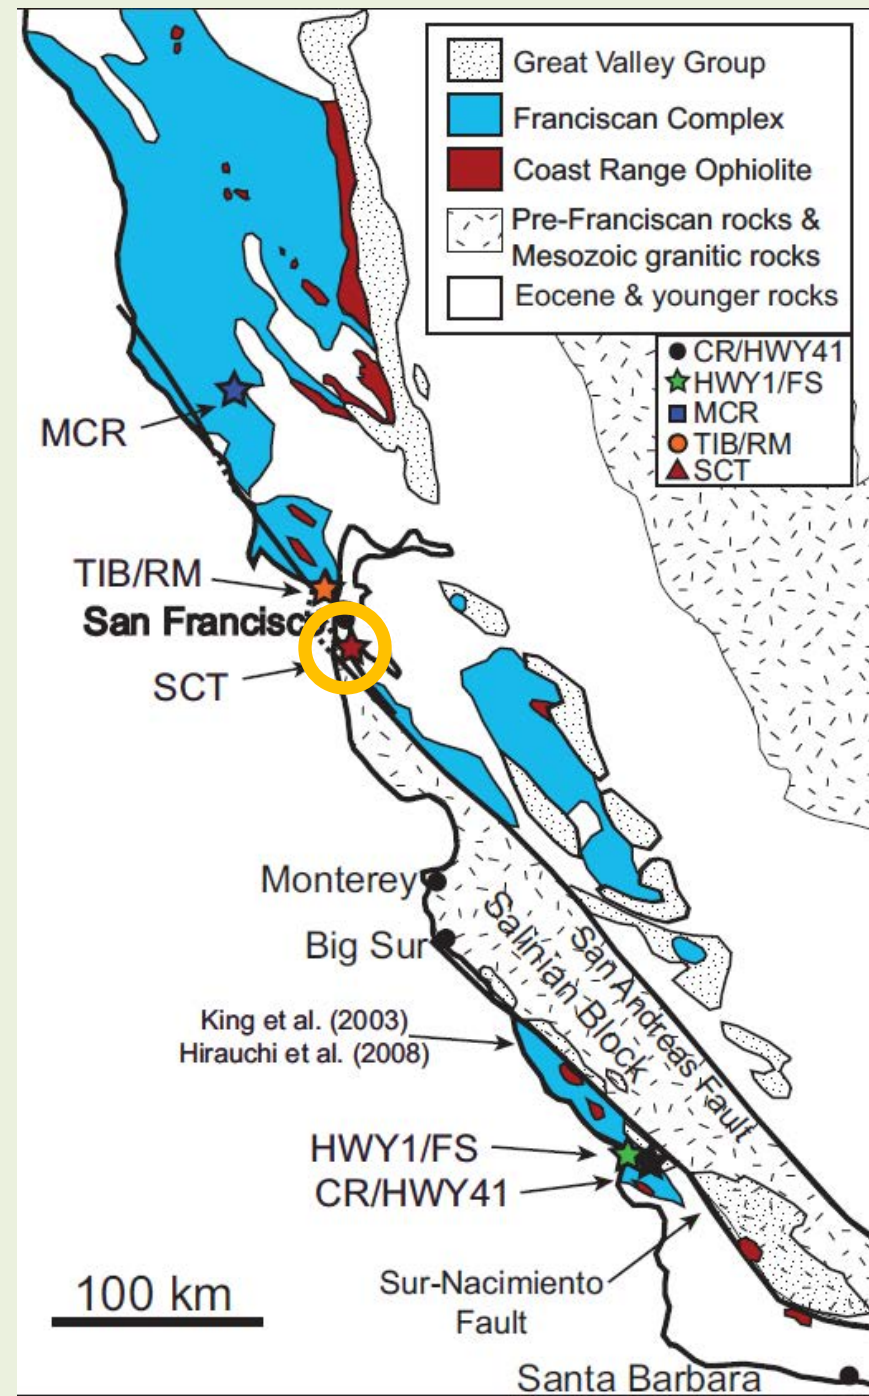 Great Valley Group
Franciscan Complex
Coast Range Ophiolite
Pre-Franciscan rocks &
Mesozoic granitic rocks
Eocene & younger rocks
CR/HWY41
HWY1/FS
MCR
TIB/RM
SCT
MCR
TIB/RM
San Francisco
SCT
Monterey
Big Sur
San Andreas Fault
Salinian Block
King et al. (2003)
Hirauchi et al. (2008)
HWY1/FS
CR/HWY41
Sur-Nacimiento
Fault
100 km
Santa Barbara